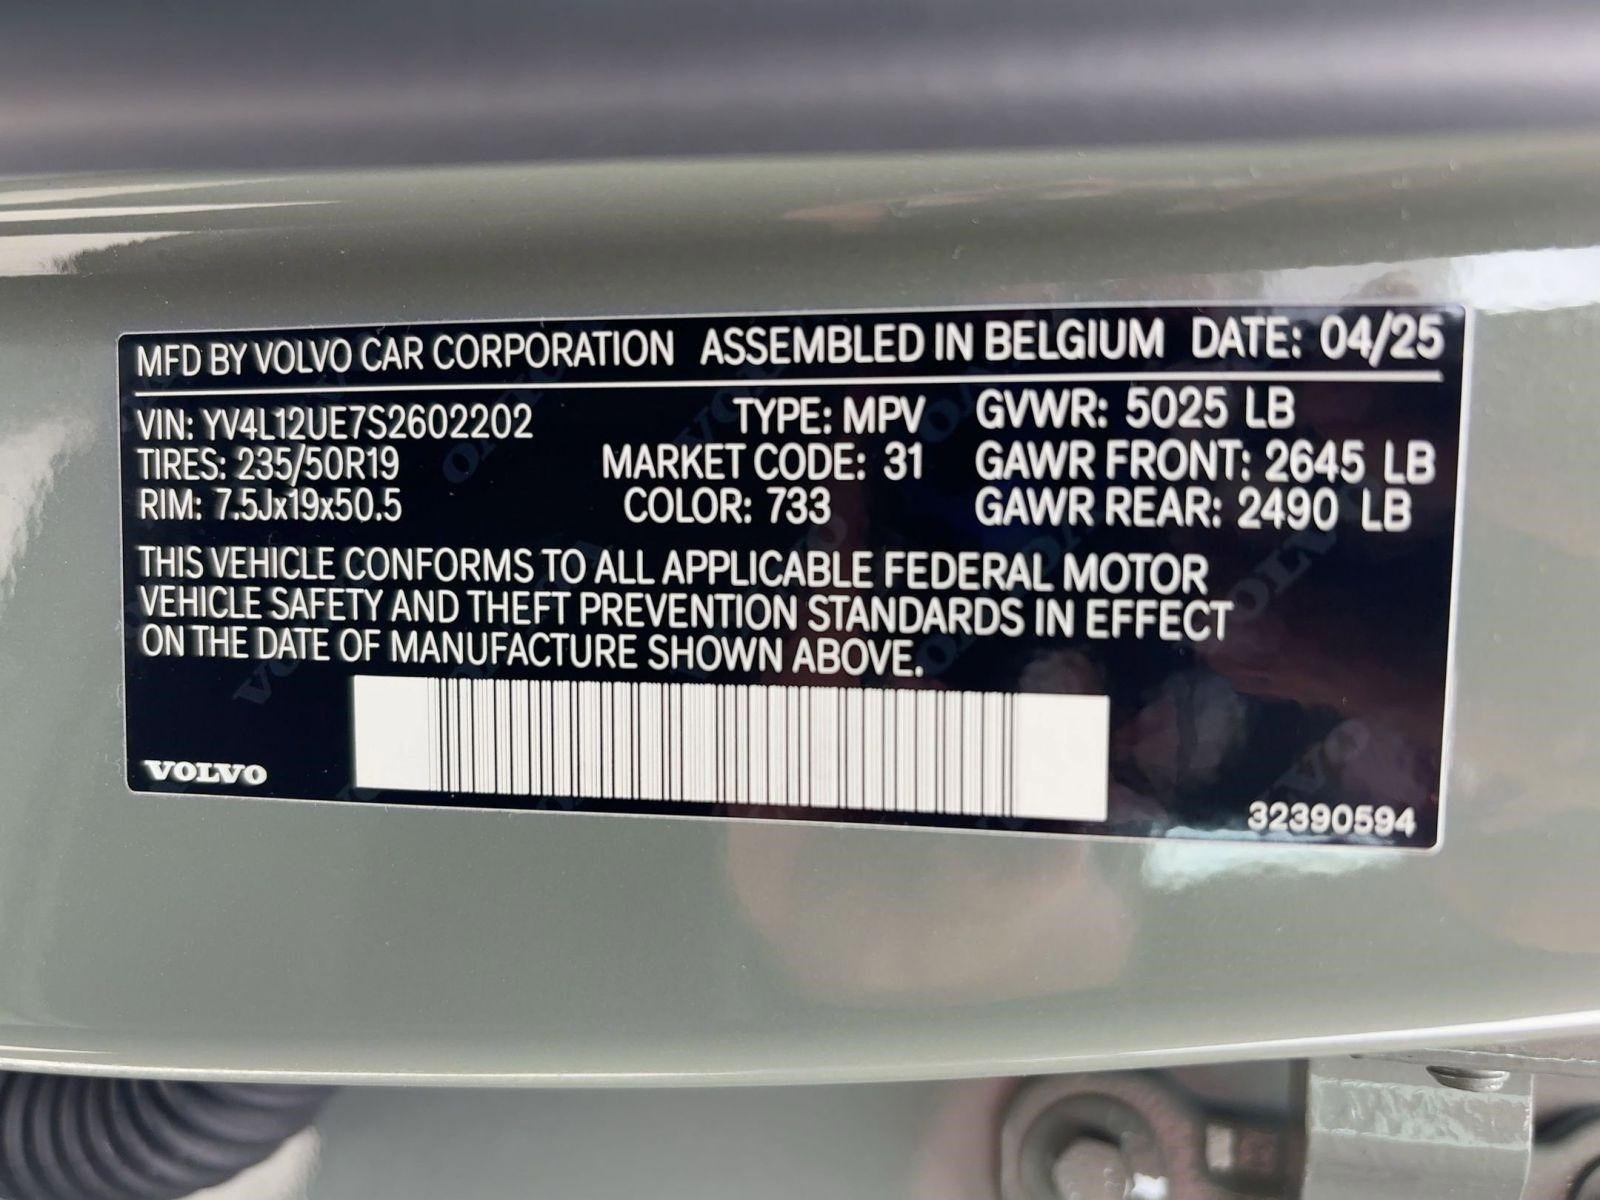 MFD BY VOLVO CAR CORPORATION ASSEMBLED IN BELGIUM DATE: 04/25
VIN: YV4L12UE7S2602202 TYPE: MPV GVWR: 5025 LB
TIRES: 235/50R19 MARKET CODE: 31 GAWR FRONT: 2645 LB
RIM: 7.5Jx19x50.5 COLOR: 733 GAWR REAR: 2490 LB
THIS VEHICLE CONFORMS TO ALL APPLICABLE FEDERAL MOTOR
VEHICLE SAFETY AND THEFT PREVENTION STANDARDS IN EFFECT
ON THE DATE OF MANUFACTURE SHOWN ABOVE.
VOLVO
32390594